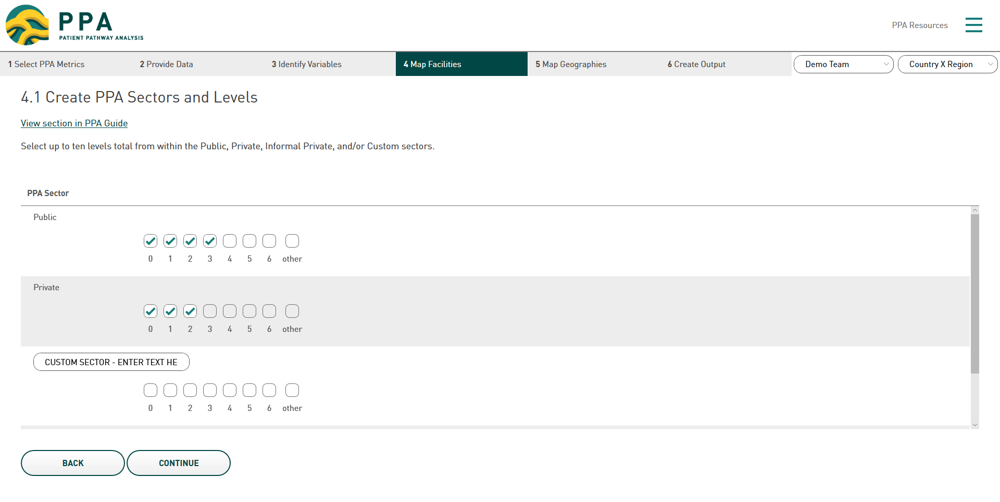 PPA
PATIENT PATHWAY ANALYSIS
PPA Resources
1 Select PPA Metrics
2 Provide Data
3 Identify Variables
4 Map Facilities
5 Map Geographies
6 Create Output
Demo Team
Country X Region
4.1 Create PPA Sectors and Levels
View section in PPA Guide
Select up to ten levels total from within the Public, Private, Informal Private, and/or Custom sectors.
PPA Sector
Public
0 1 2 3 4 5 6 other
Private
0 1 2 3 4 5 6 other
CUSTOM SECTOR - ENTER TEXT HE
0 1 2 3 4 5 6 other
BACK
CONTINUE